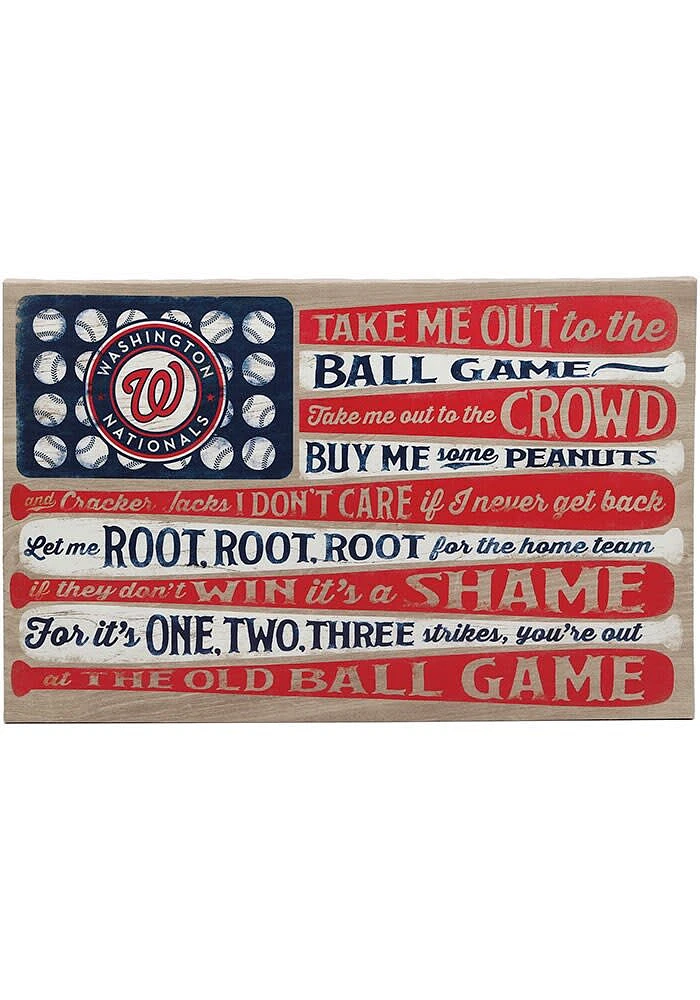 WASHINGTON
W
NATIONALS
TAKE ME OUT to the
BALL GAME
Take me out to the CROWD
BUY ME some PEANUTS
and Cracker Jacks I DON'T CARE if I never get back
Let me ROOT, ROOT, ROOT for the home team
if they don't WIN it's a SHAME
For it's ONE, TWO, THREE strikes, you're out
at THE OLD BALL GAME